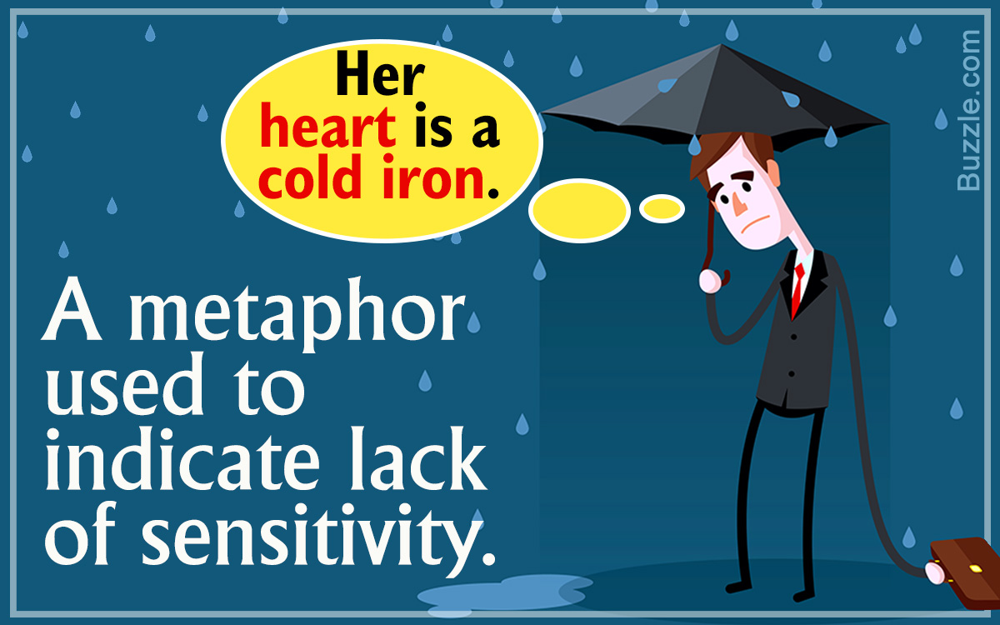 Her
heart is a
cold iron.
A metaphor
used to
indicate lack
of sensitivity.
Buzzle.com